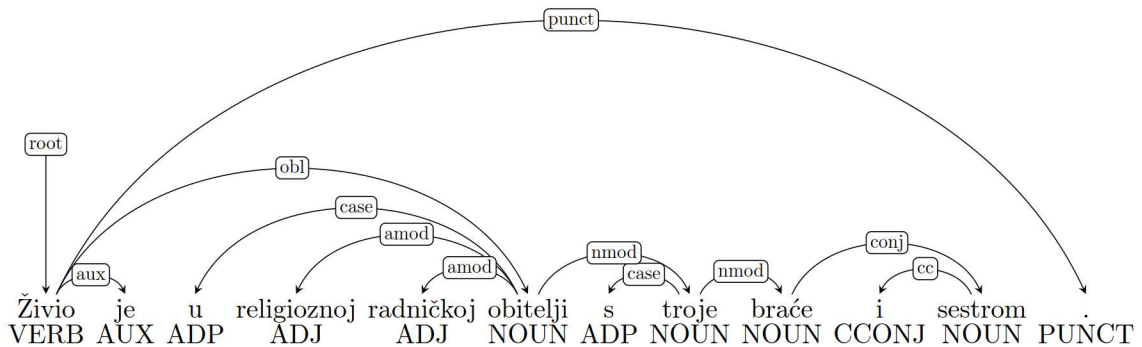 punct
root
obl
case
amod
aux
amod
nmod
case
nmod
conj
cc
Živio je u religioznoj radničkoj obitelji s troje braće i sestrom .
VERB AUX ADP ADJ ADJ NOUN ADP NOUN NOUN CCONJ NOUN PUNCT